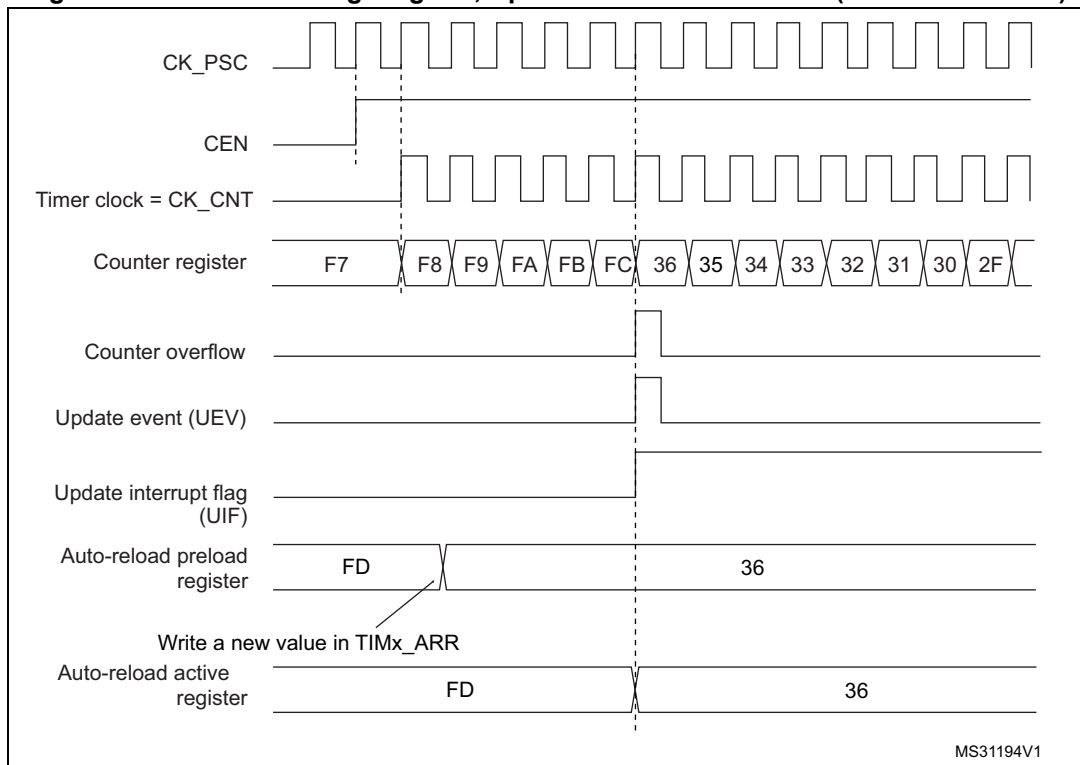 CK_PSC
CEN
Timer clock = CK_CNT
Counter register
F7 F8 F9 FA FB FC 36 35 34 33 32 31 30 2F
Counter overflow
Update event (UEV)
Update interrupt flag
(UIF)
Auto-reload preload
register
FD 36
Write a new value in TIMx_ARR
Auto-reload active
register
FD 36
MS31194V1